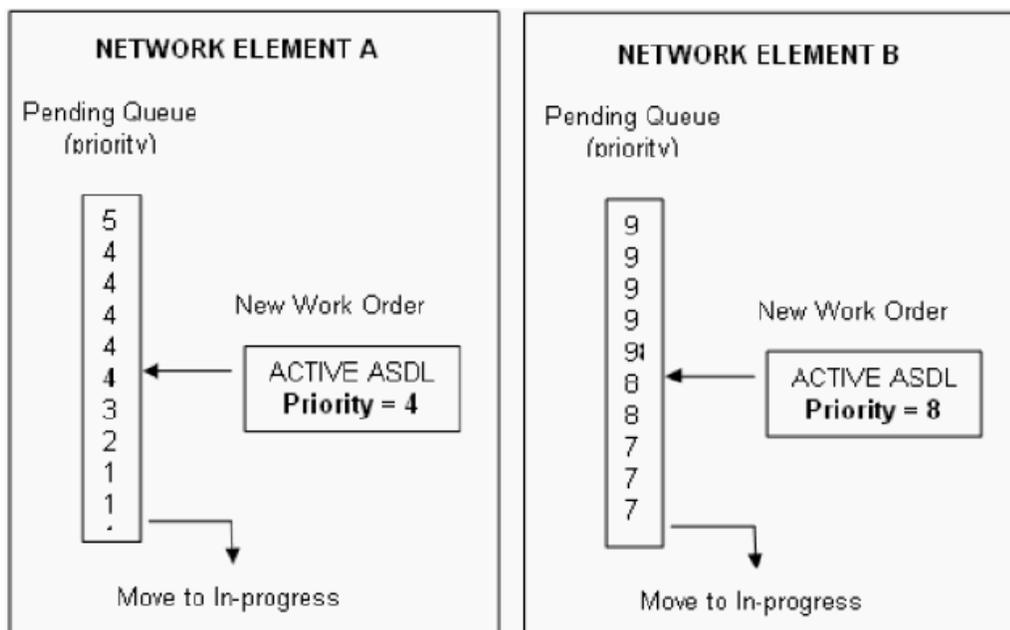 NETWORK ELEMENT A
Pending Queue
(priority)
5
4
4
4
4
4
3
2
1
1
New Work Order
ACTIVE ASDL
Priority = 4
Move to In-progress
NETWORK ELEMENT B
Pending Queue
(priority)
9
9
9
9
9
8
8
7
7
7
New Work Order
ACTIVE ASDL
Priority = 8
Move to In-progress